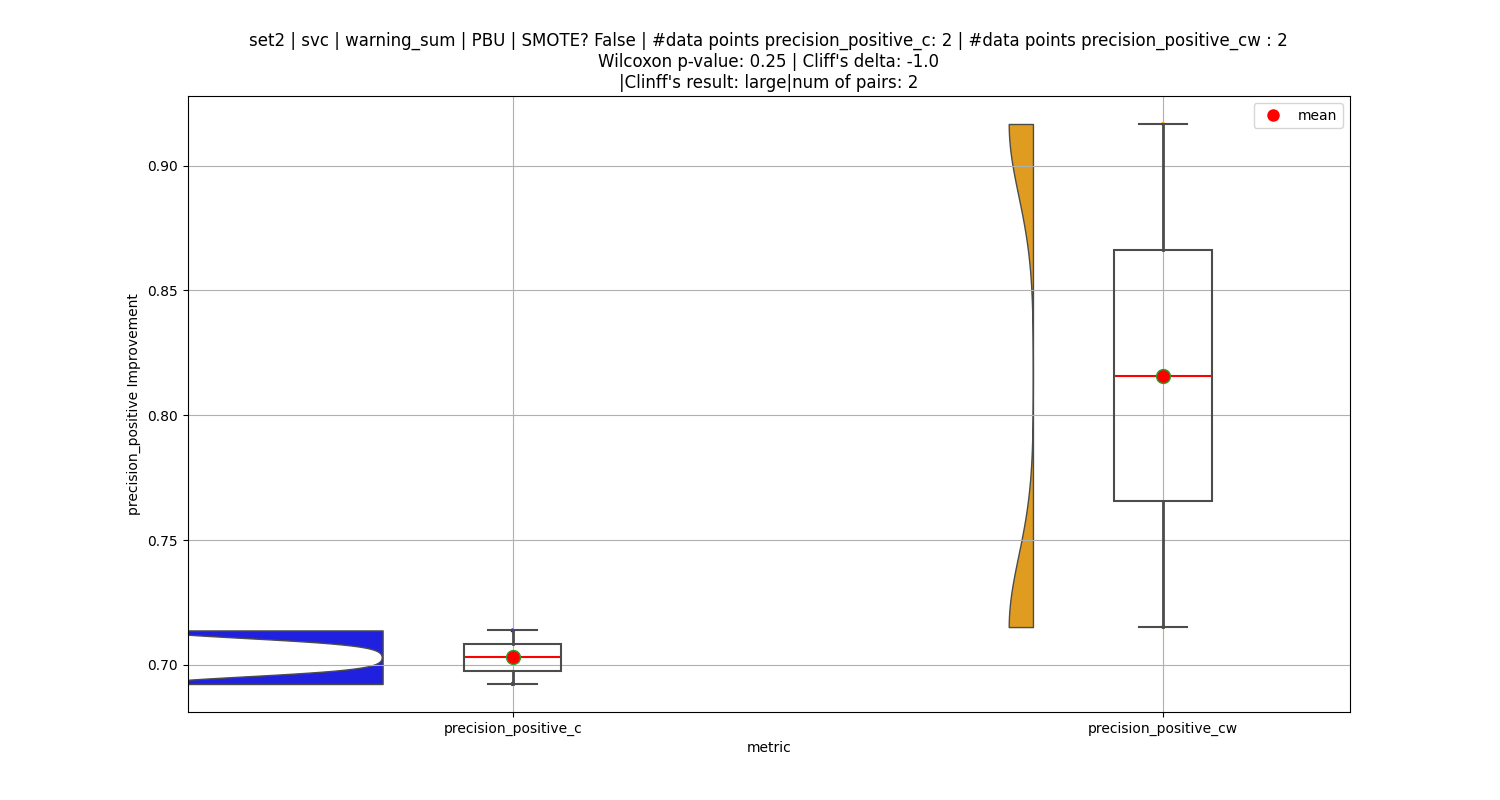 set2 | svc | warning_sum | PBU | SMOTE? False | #data points precision_positive_c: 2 | #data points precision_positive_cw : 2
Wilcoxon p-value: 0.25 | Cliff's delta: -1.0
|Clinff's result: large|num of pairs: 2
mean
precision_positive Improvement
0.90
0.85
0.80
0.75
0.70
precision_positive_c
precision_positive_cw
metric